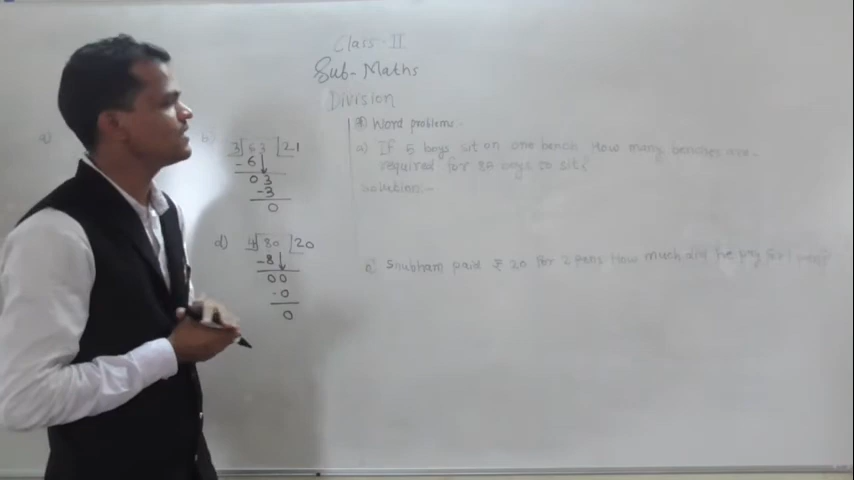 Class-II
Sub- Maths
Division
a)
b) 3 63 21
-6
03
-3
0
d) 4 80 20
-8
00
-0
0
Word problems.
a) If 5 boys sit on one bench How many benches are
required for boys to sit?
Solution:-
Shubham paid ₹ 20 for 2 pens How much did he pay for 1